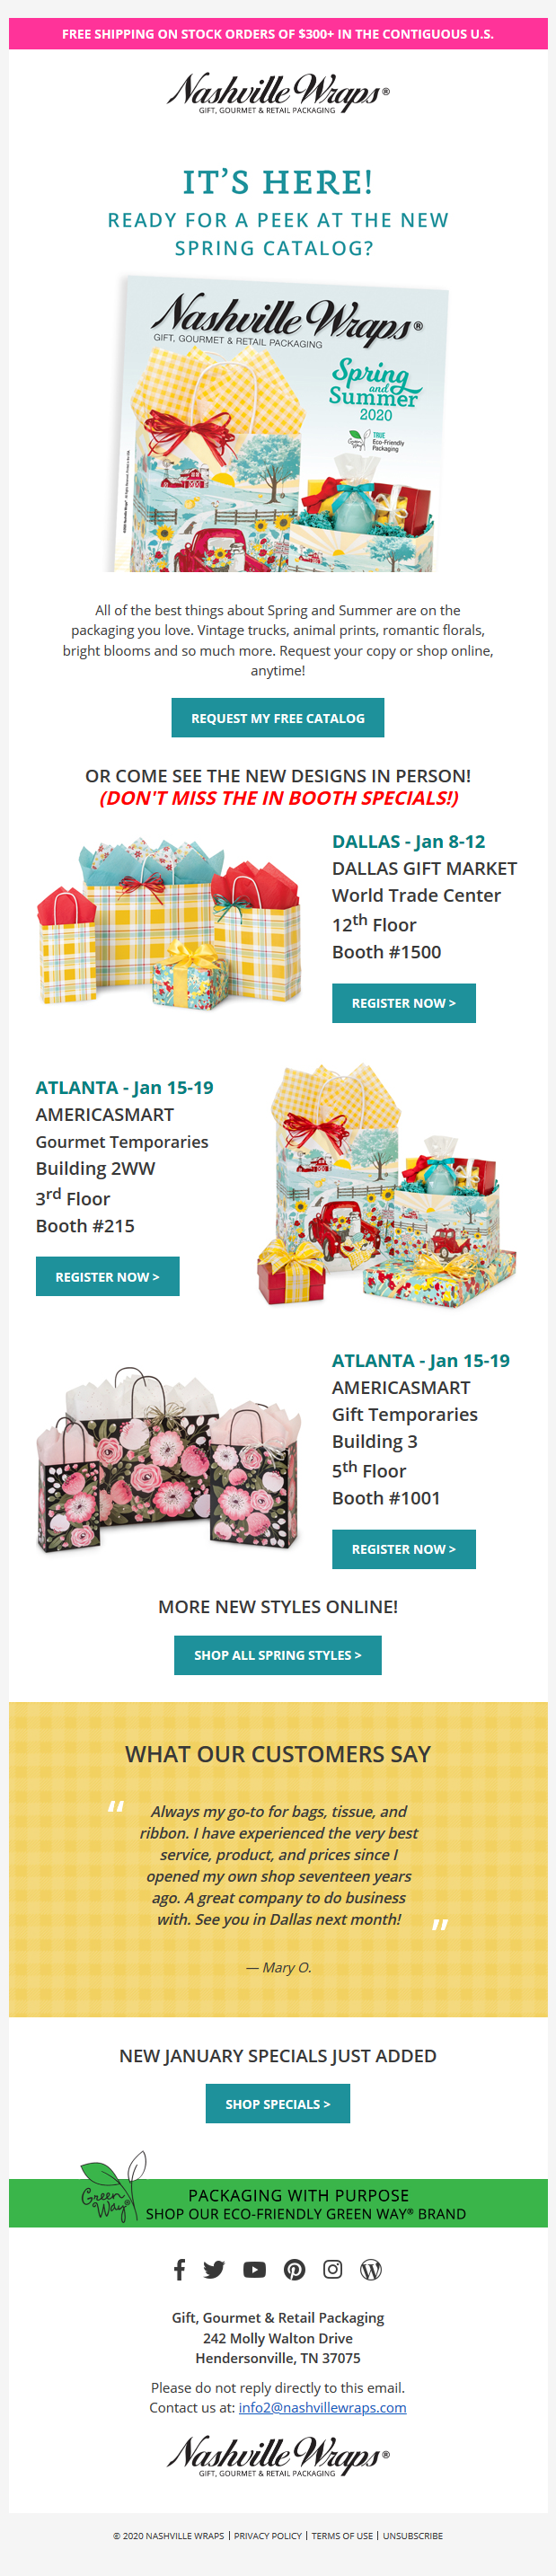 FREE SHIPPING ON STOCK ORDERS OF $300+ IN THE CONTIGUOUS U.S.
Nashville Wraps®
GIFT, GOURMET & RETAIL PACKAGING
IT'S HERE!
READY FOR A PEEK AT THE NEW
SPRING CATALOG?
Nashville Wraps®
GIFT, GOURMET & RETAIL PACKAGING
Spring
and
Summer
2020
Green Way
TRUE
Eco-Friendly
Packaging
All of the best things about Spring and Summer are on the
packaging you love. Vintage trucks, animal prints, romantic florals,
bright blooms and so much more. Request your copy or shop online,
anytime!
REQUEST MY FREE CATALOG
OR COME SEE THE NEW DESIGNS IN PERSON!
(DON'T MISS THE IN BOOTH SPECIALS!)
DALLAS - Jan 8-12
DALLAS GIFT MARKET
World Trade Center
12th Floor
Booth #1500
REGISTER NOW >
ATLANTA - Jan 15-19
AMERICASMART
Gourmet Temporaries
Building 2WW
3rd Floor
Booth #215
REGISTER NOW >
ATLANTA - Jan 15-19
AMERICASMART
Gift Temporaries
Building 3
5th Floor
Booth #1001
REGISTER NOW >
MORE NEW STYLES ONLINE!
SHOP ALL SPRING STYLES >
WHAT OUR CUSTOMERS SAY
" Always my go-to for bags, tissue, and
ribbon. I have experienced the very best
service, product, and prices since I
opened my own shop seventeen years
ago. A great company to do business
with. See you in Dallas next month! "
— Mary O.
NEW JANUARY SPECIALS JUST ADDED
SHOP SPECIALS >
Green Way®
PACKAGING WITH PURPOSE
SHOP OUR ECO-FRIENDLY GREEN WAY® BRAND
Gift, Gourmet & Retail Packaging
242 Molly Walton Drive
Hendersonville, TN 37075
Please do not reply directly to this email.
Contact us at: info2@nashvillewraps.com
Nashville Wraps®
GIFT, GOURMET & RETAIL PACKAGING
© 2020 NASHVILLE WRAPS | PRIVACY POLICY | TERMS OF USE | UNSUBSCRIBE